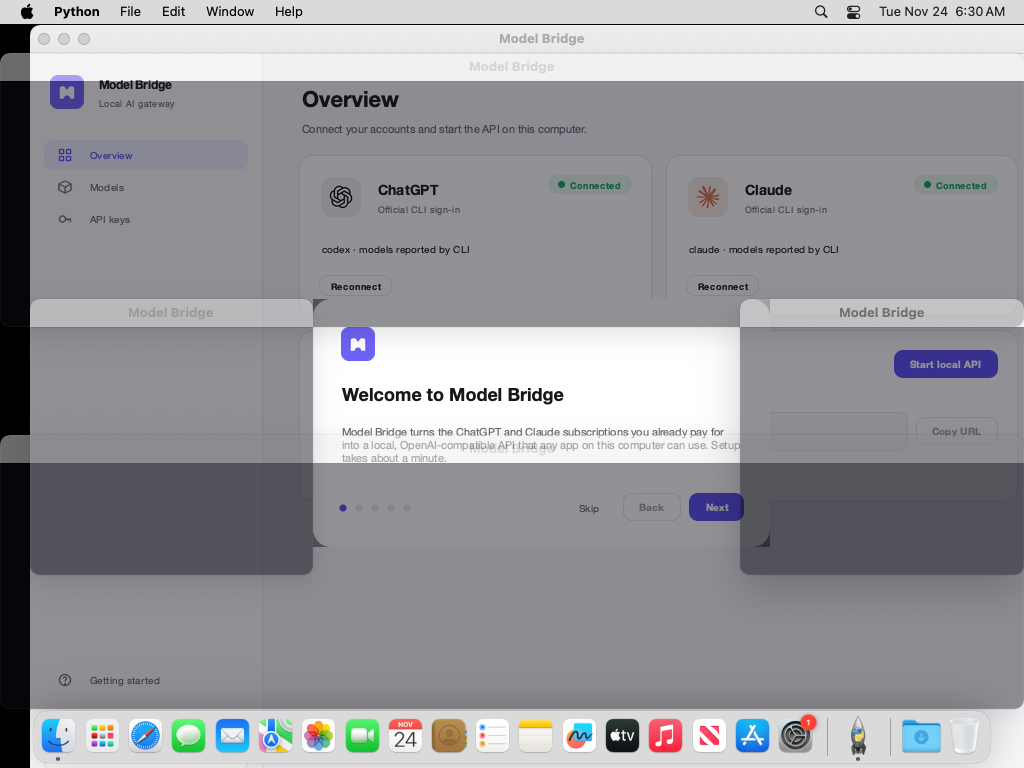 Python File Edit Window Help Tue Nov 24 6:30 AM
Model Bridge
Model Bridge
Model Bridge
Local AI gateway
Overview
Models
API keys
Overview
Connect your accounts and start the API on this computer.
ChatGPT
Official CLI sign-in
Connected
codex · models reported by CLI
Reconnect
Claude
Official CLI sign-in
Connected
claude · models reported by CLI
Reconnect
Model Bridge
Model Bridge
Start local API
Copy URL
Welcome to Model Bridge
Model Bridge turns the ChatGPT and Claude subscriptions you already pay for
into a local, OpenAI-compatible API that any app on this computer can use. Setup
takes about a minute.
Model Bridge
Skip
Back
Next
Getting started
NOV
24
tv
1